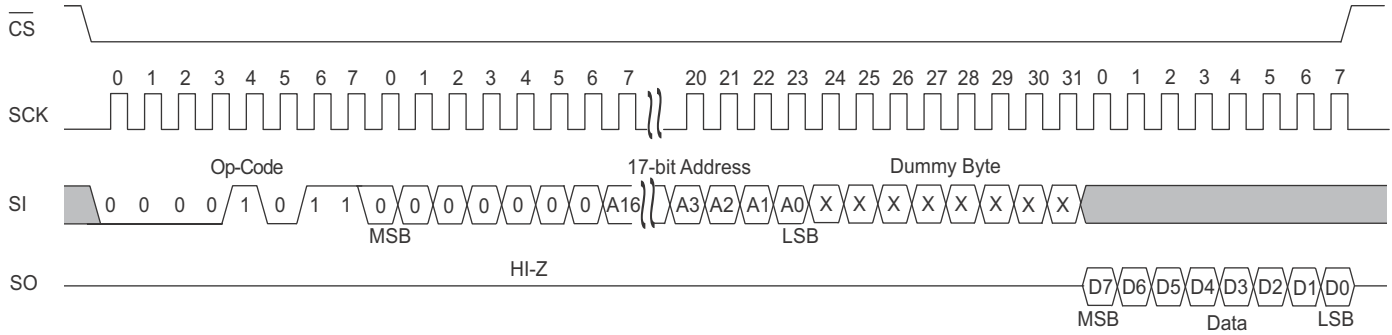 CS
0 1 2 3 4 5 6 7 0 1 2 3 4 5 6 7 20 21 22 23 24 25 26 27 28 29 30 31 0 1 2 3 4 5 6 7
SCK
Op-Code 17-bit Address Dummy Byte
SI 0 0 0 0 1 0 1 1 0 0 0 0 0 0 0 A16 A3 A2 A1 A0 X X X X X X X X
MSB LSB
HI-Z
SO D7 D6 D5 D4 D3 D2 D1 D0
MSB Data LSB